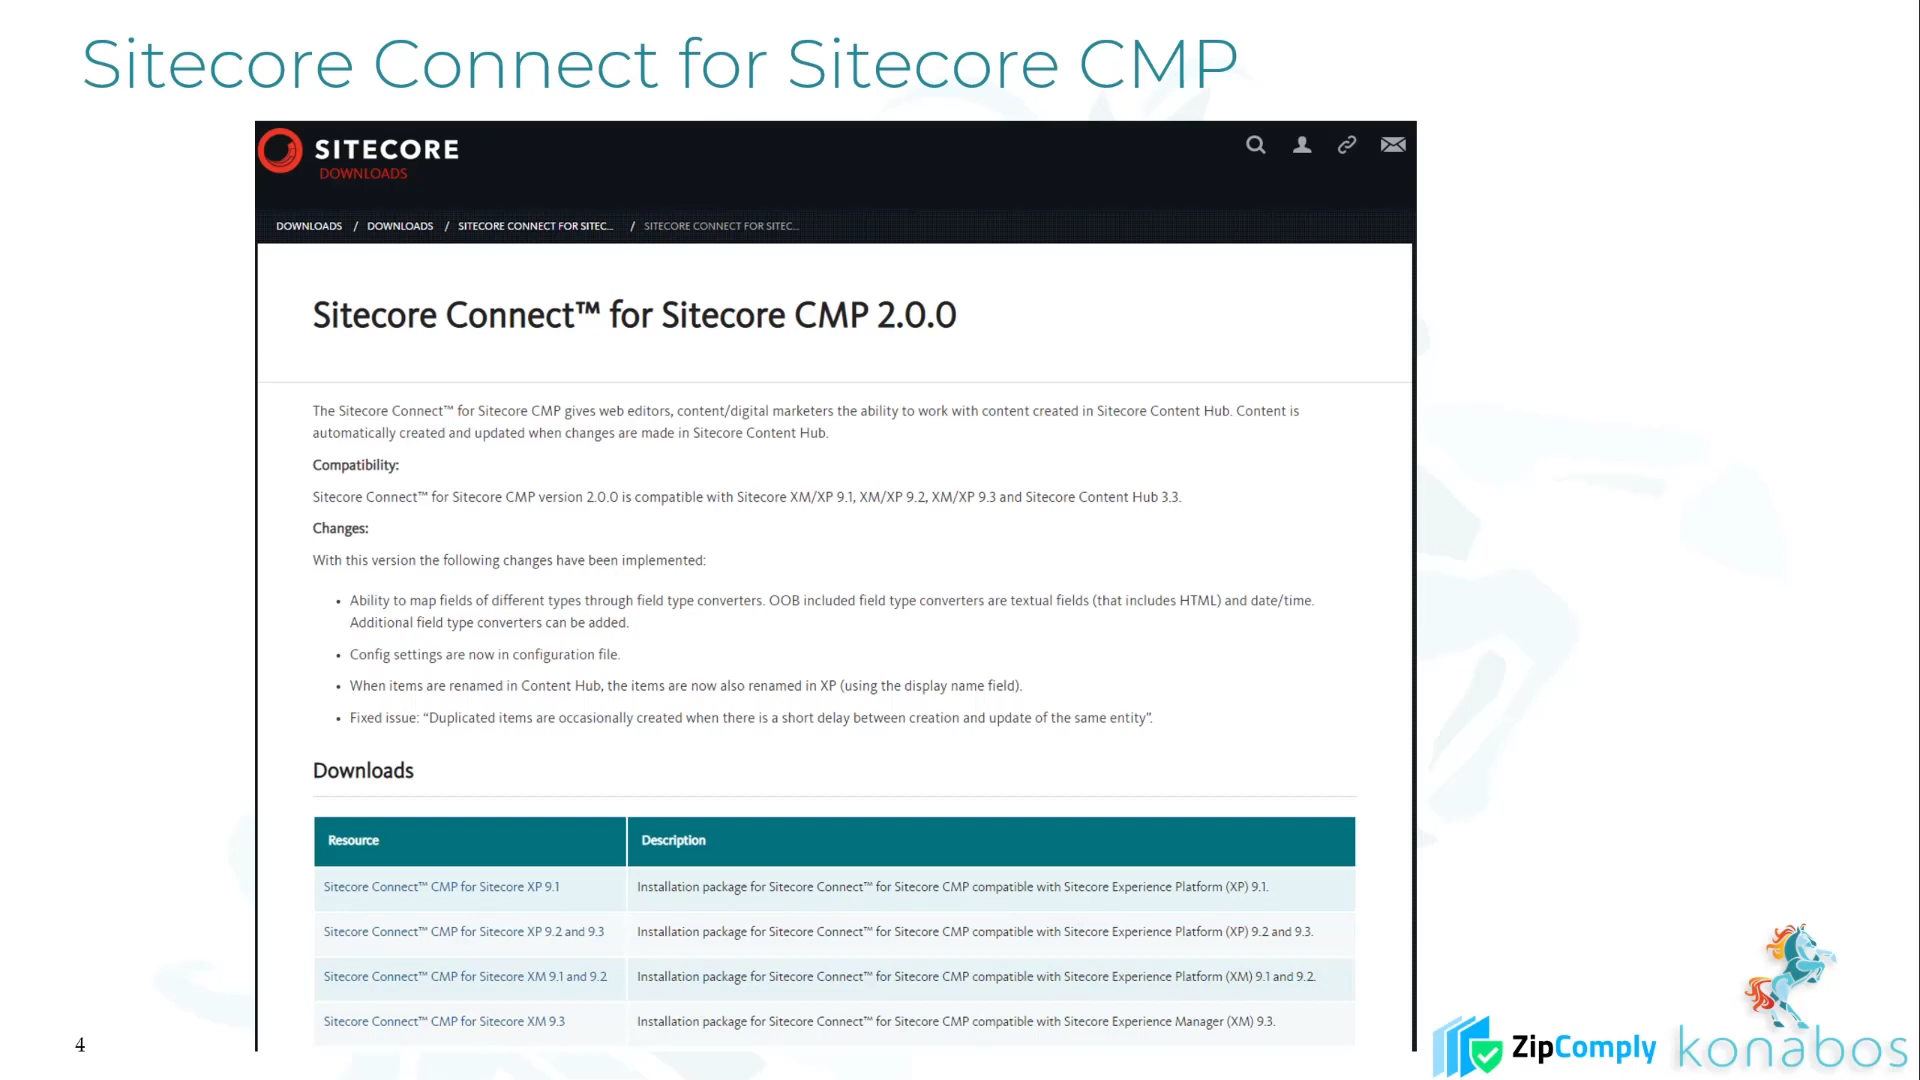 Sitecore Connect for Sitecore CMP
SITECORE
DOWNLOADS
DOWNLOADS / DOWNLOADS / SITECORE CONNECT FOR SITEC... / SITECORE CONNECT FOR SITEC...
Sitecore Connect™ for Sitecore CMP 2.0.0
The Sitecore Connect™ for Sitecore CMP gives web editors, content/digital marketers the ability to work with content created in Sitecore Content Hub. Content is
automatically created and updated when changes are made in Sitecore Content Hub.
Compatibility:
Sitecore Connect™ for Sitecore CMP version 2.0.0 is compatible with Sitecore XM/XP 9.1, XM/XP 9.2, XM/XP 9.3 and Sitecore Content Hub 3.3.
Changes:
With this version the following changes have been implemented:
• Ability to map fields of different types through field type converters. OOB included field type converters are textual fields (that includes HTML) and date/time.
Additional field type converters can be added.
• Config settings are now in configuration file.
• When items are renamed in Content Hub, the items are now also renamed in XP (using the display name field).
• Fixed issue: “Duplicated items are occasionally created when there is a short delay between creation and update of the same entity”.
Downloads
Resource Description
Sitecore Connect™ CMP for Sitecore XP 9.1 Installation package for Sitecore Connect™ for Sitecore CMP compatible with Sitecore Experience Platform (XP) 9.1.
Sitecore Connect™ CMP for Sitecore XP 9.2 and 9.3 Installation package for Sitecore Connect™ for Sitecore CMP compatible with Sitecore Experience Platform (XP) 9.2 and 9.3.
Sitecore Connect™ CMP for Sitecore XM 9.1 and 9.2 Installation package for Sitecore Connect™ for Sitecore CMP compatible with Sitecore Experience Platform (XM) 9.1 and 9.2.
Sitecore Connect™ CMP for Sitecore XM 9.3 Installation package for Sitecore Connect™ for Sitecore CMP compatible with Sitecore Experience Manager (XM) 9.3.
4
ZipComply konabos